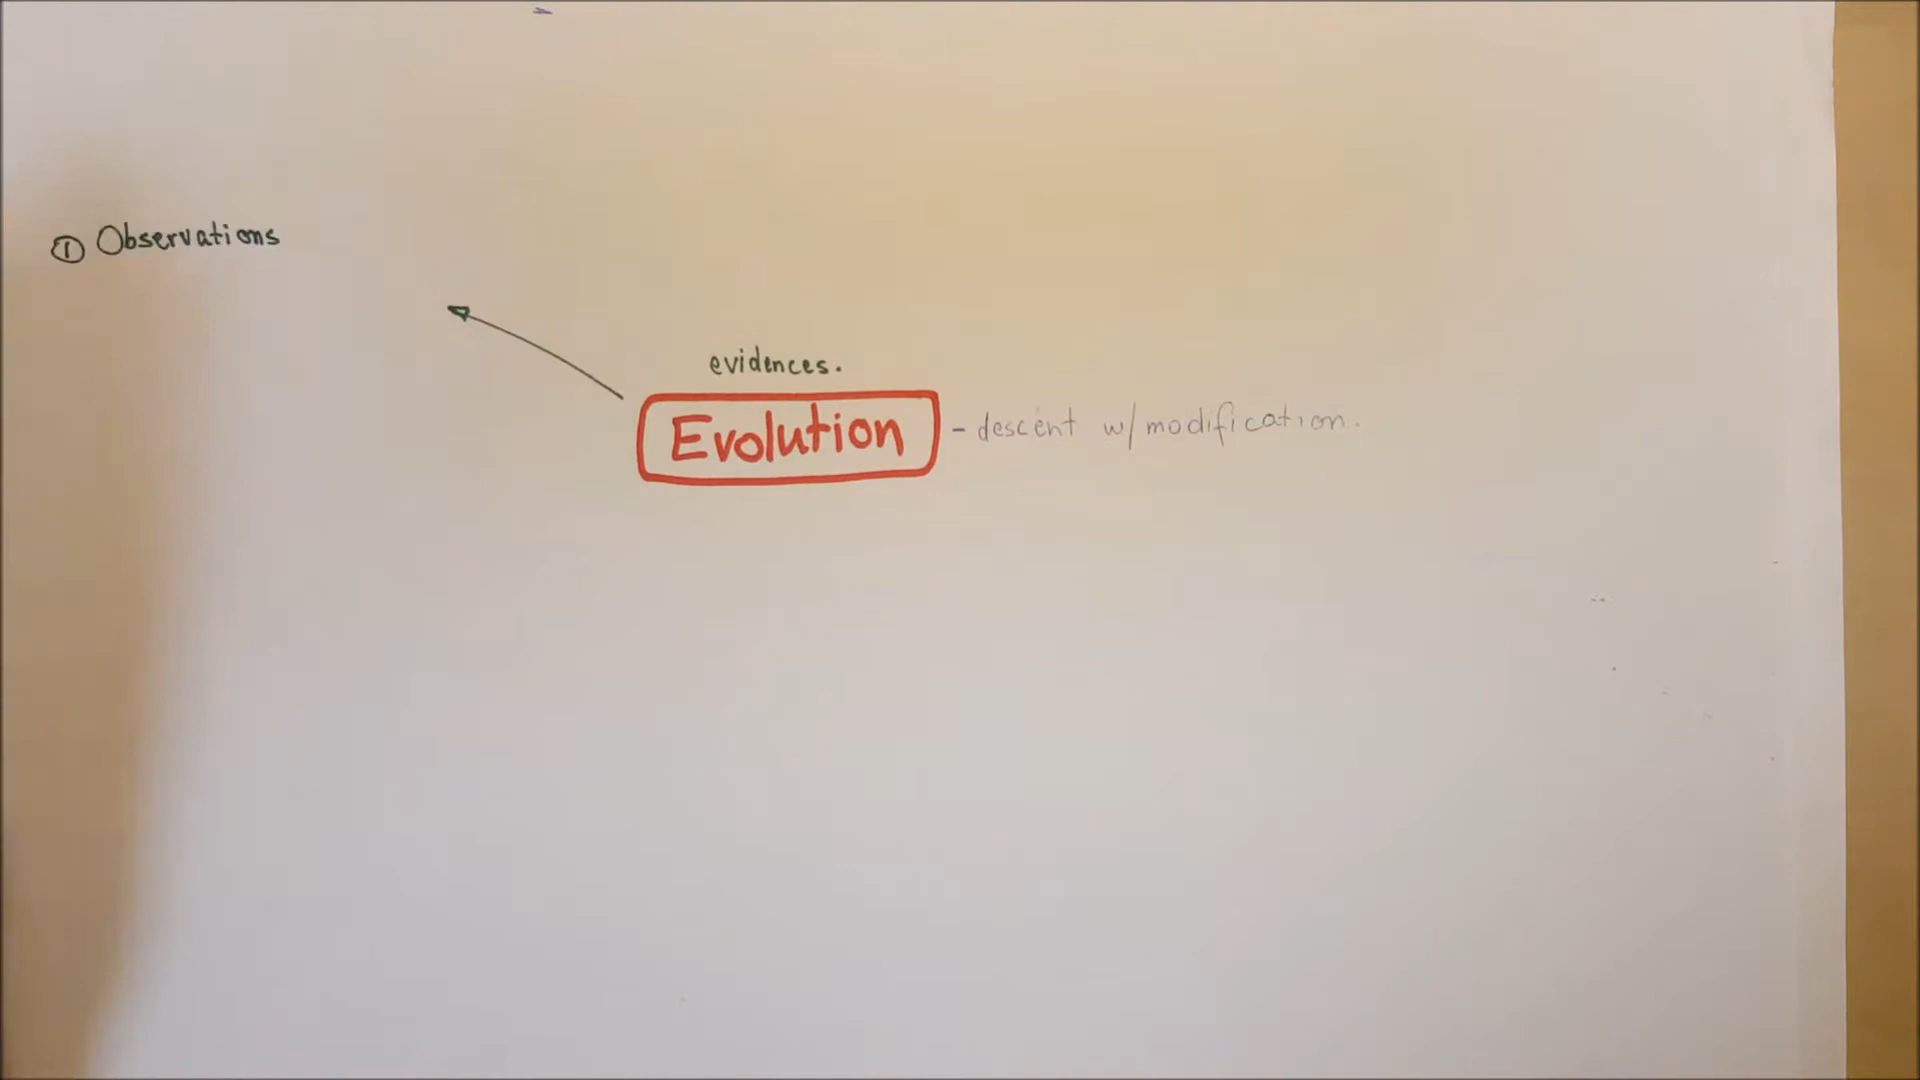 ① Observations
evidences.
Evolution
- descent w/modification.